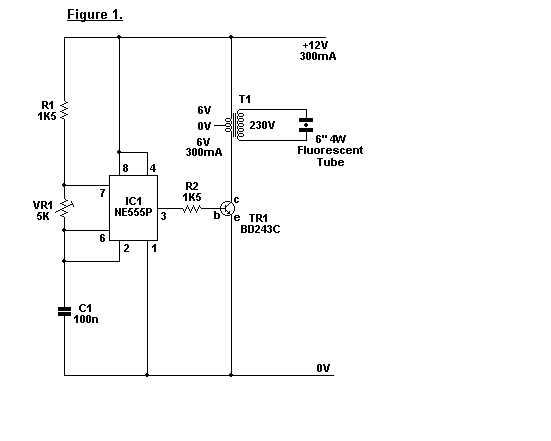 Figure 1.
+12V
300mA
T1
R1
1K5
6V
0V
230V
6V
300mA
6" 4W
Fluorescent
Tube
8
4
R2
1K5
c
7
IC1
NE555P
VR1
5K
3
b
e
TR1
BD243C
6
2
1
C1
100n
0V